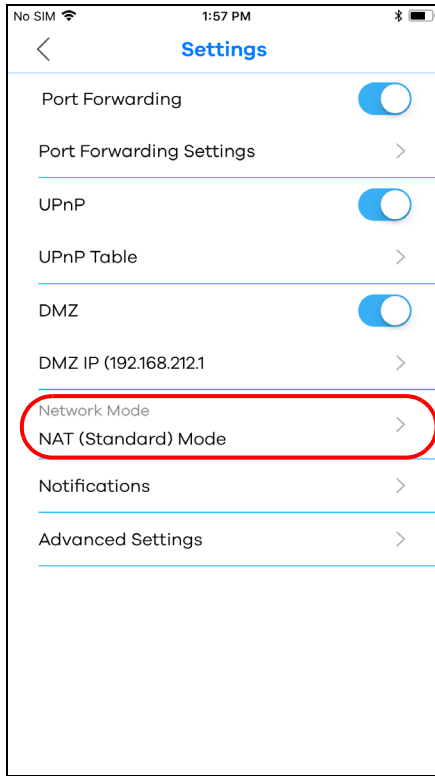 No SIM 1:57 PM
Settings
Port Forwarding
Port Forwarding Settings
UPnP
UPnP Table
DMZ
DMZ IP (192.168.212.1
Network Mode
NAT (Standard) Mode
Notifications
Advanced Settings